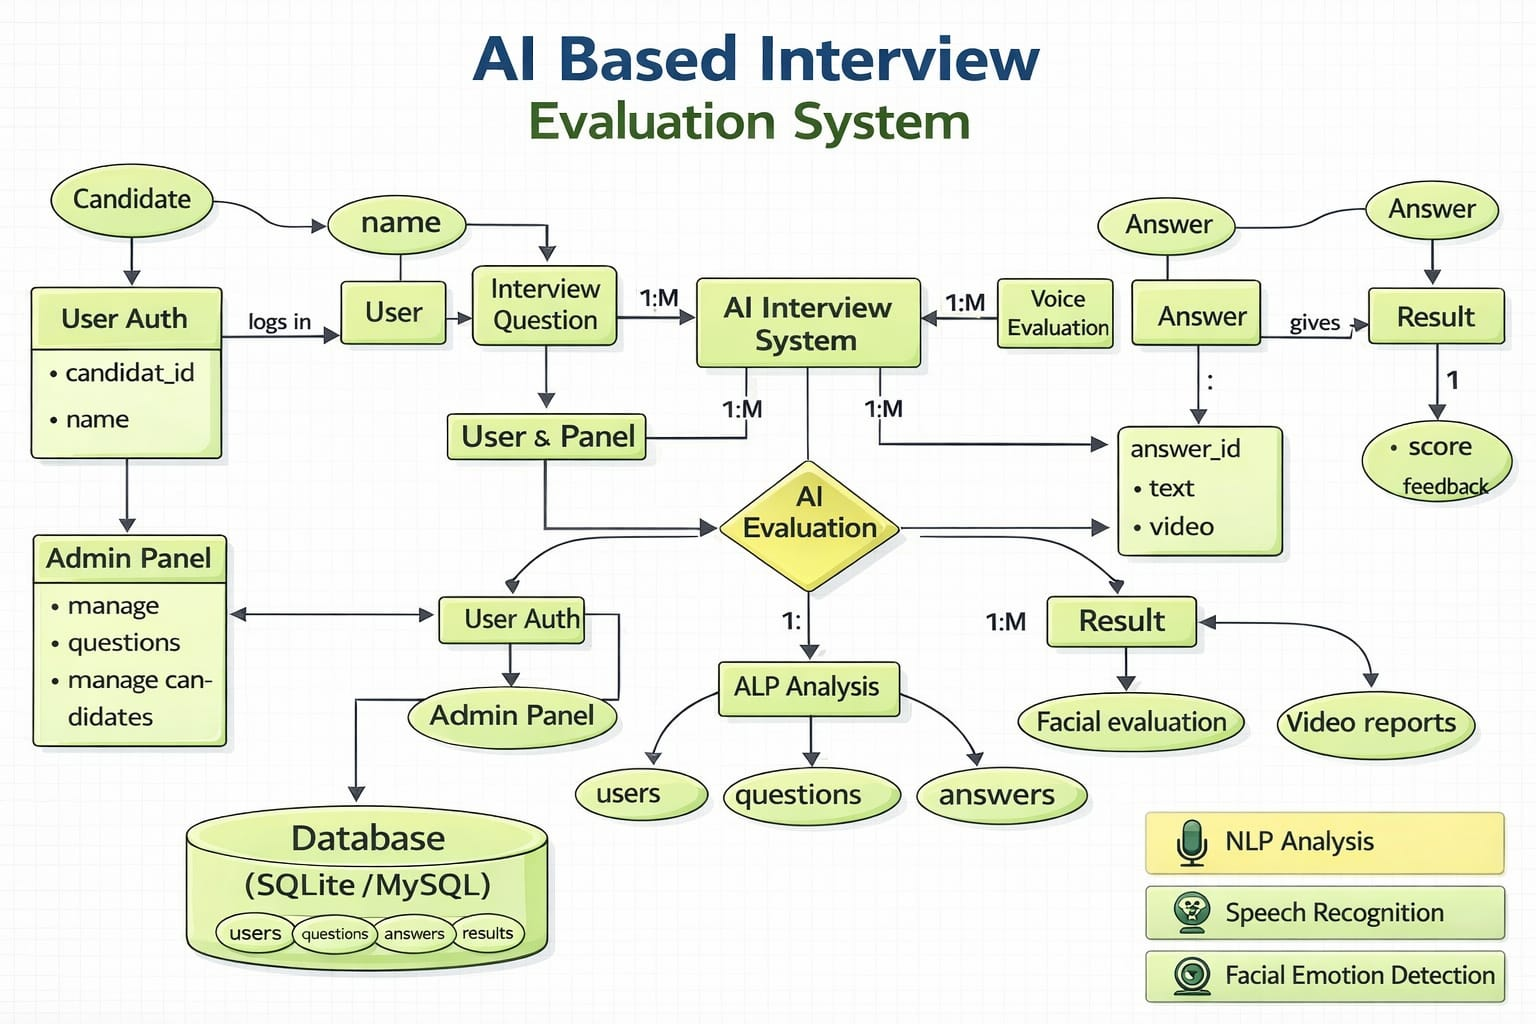 AI Based Interview
Evaluation System
Candidate
name
Answer
Answer
User Auth
• candidat_id
• name
logs in
User
Interview
Question
1:M
AI Interview
System
1:M
Voice
Evaluation
Answer
gives
Result
:
1
1:M
1:M
User & Panel
answer_id
• text
• video
• score
feedback
AI
Evaluation
Admin Panel
• manage
• questions
• manage can-
didates
User Auth
Admin Panel
1:
1:M
Result
ALP Analysis
Facial evaluation
Video reports
users
questions
answers
Database
(SQLite /MySQL)
users
questions
answers
results
NLP Analysis
Speech Recognition
Facial Emotion Detection